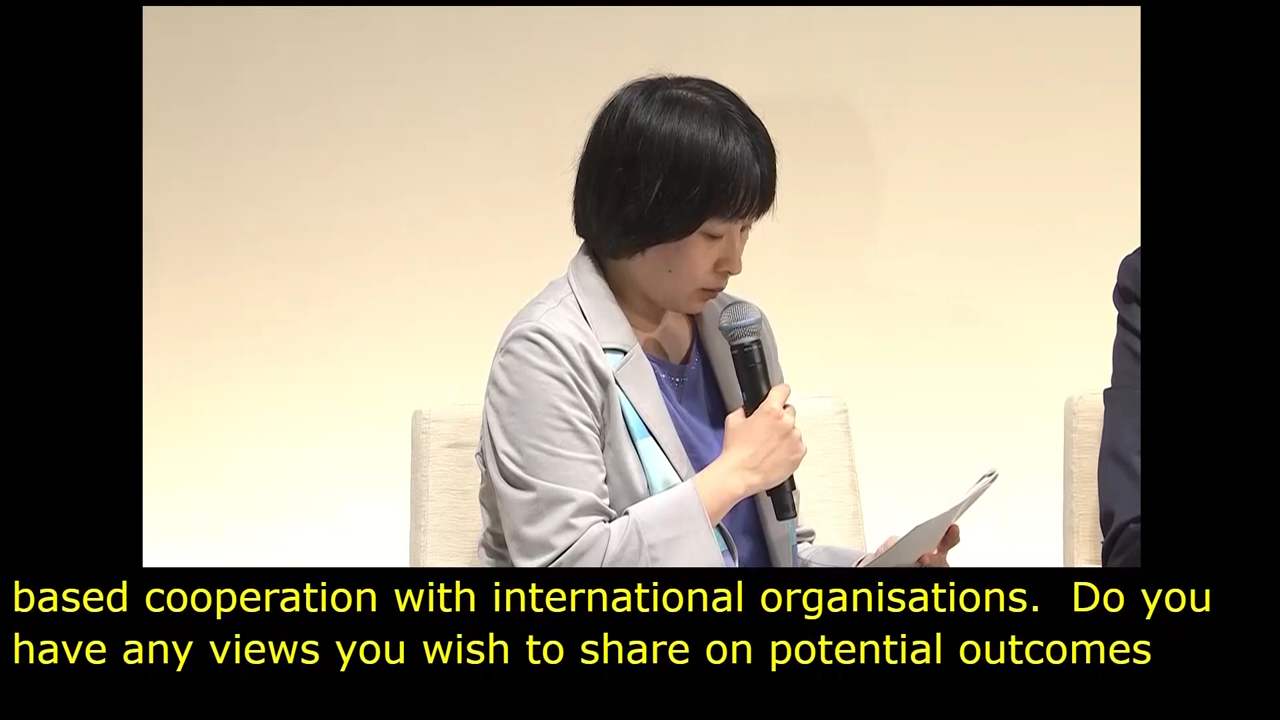 based cooperation with international organisations.  Do you
have any views you wish to share on potential outcomes